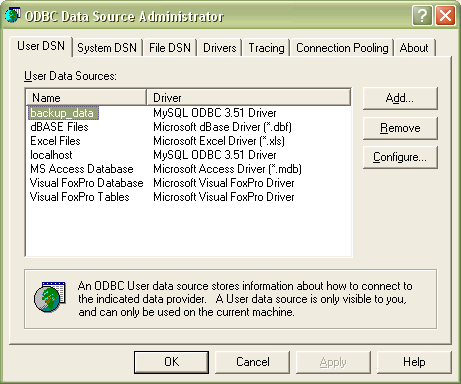 ODBC Data Source Administrator
User DSN System DSN File DSN Drivers Tracing Connection Pooling About
User Data Sources:
Name Driver
backup_data MySQL ODBC 3.51 Driver
dBASE Files Microsoft dBase Driver (*.dbf)
Excel Files Microsoft Excel Driver (*.xls)
localhost MySQL ODBC 3.51 Driver
MS Access Database Microsoft Access Driver (*.mdb)
Visual FoxPro Database Microsoft Visual FoxPro Driver
Visual FoxPro Tables Microsoft Visual FoxPro Driver
Add...
Remove
Configure...
An ODBC User data source stores information about how to connect to
the indicated data provider. A User data source is only visible to you,
and can only be used on the current machine.
OK Cancel Apply Help